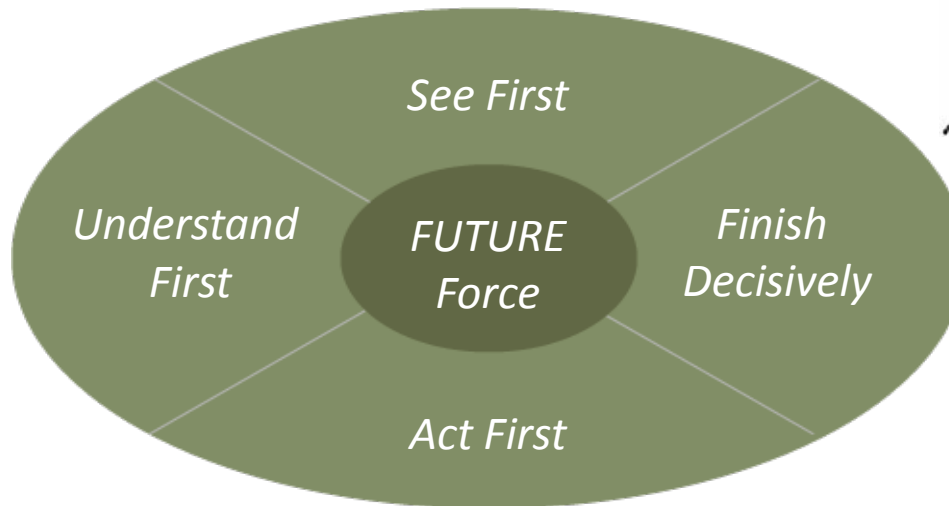 See First
Understand
First
FUTURE
Force
Finish
Decisively
Act First